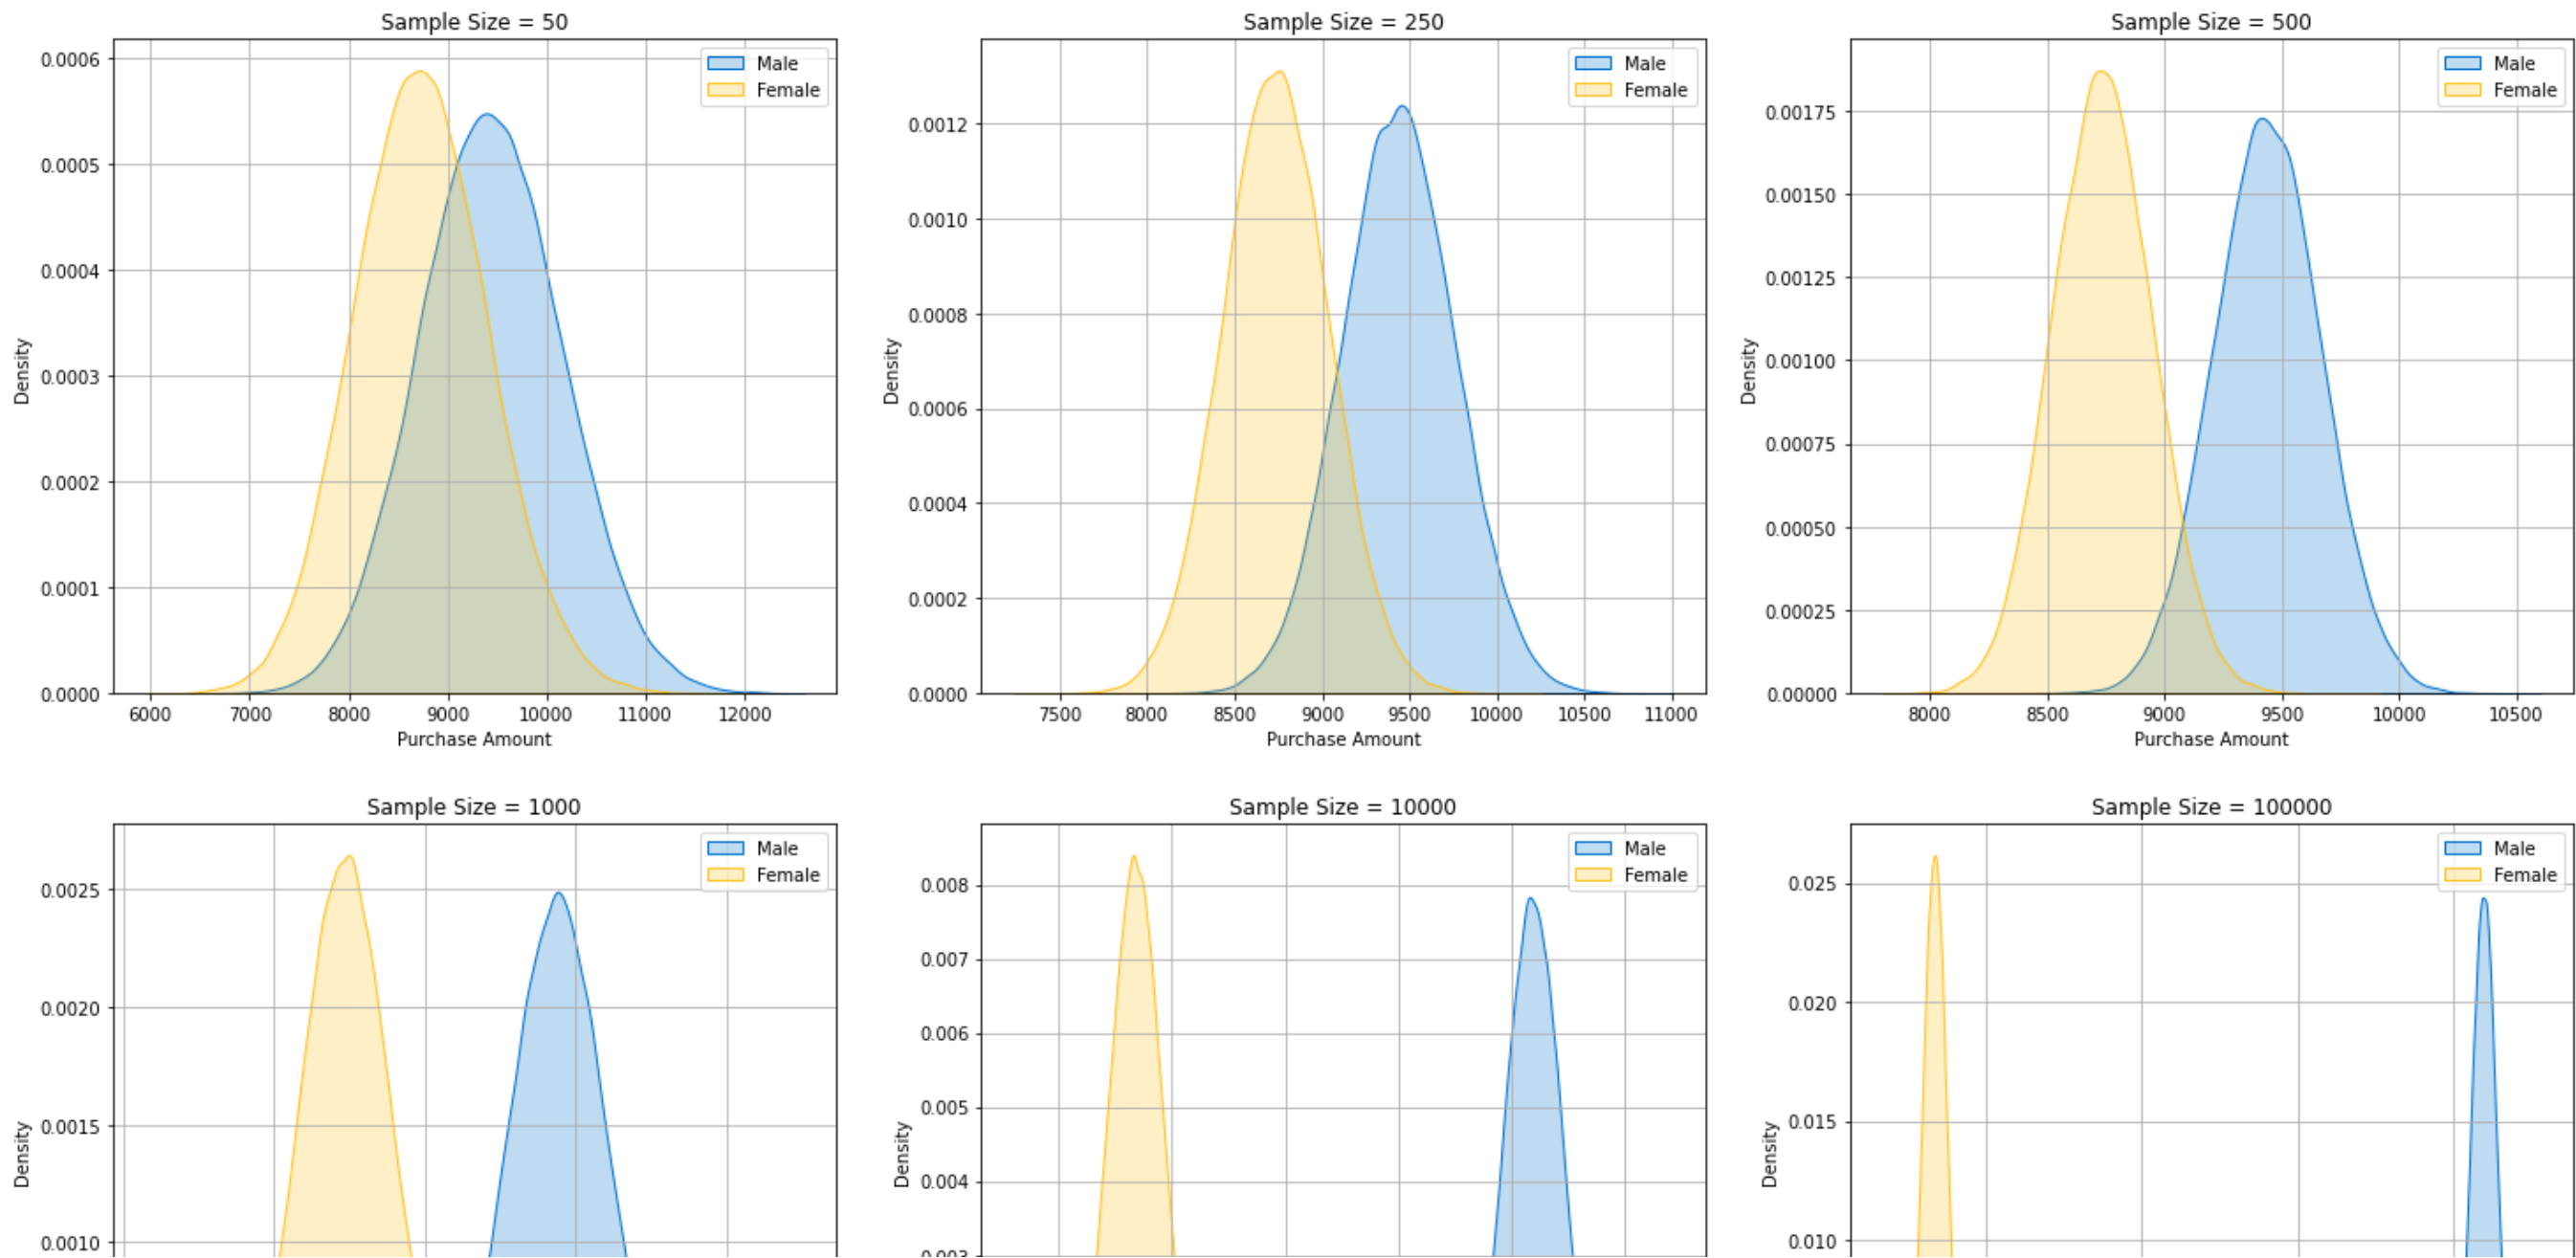 Sample Size = 50
Male
Female
0.0006
0.0005
0.0004
0.0003
0.0002
0.0001
0.0000
Density
6000 7000 8000 9000 10000 11000 12000
Purchase Amount
Sample Size = 250
Male
Female
0.0012
0.0010
0.0008
0.0006
0.0004
0.0002
0.0000
Density
7500 8000 8500 9000 9500 10000 10500 11000
Purchase Amount
Sample Size = 500
Male
Female
0.00175
0.00150
0.00125
0.00100
0.00075
0.00050
0.00025
0.00000
Density
8000 8500 9000 9500 10000 10500
Purchase Amount
Sample Size = 1000
Male
Female
0.0025
0.0020
0.0015
0.0010
Density
Sample Size = 10000
Male
Female
0.008
0.007
0.006
0.005
0.004
0.003
Density
Sample Size = 100000
Male
Female
0.025
0.020
0.015
0.010
Density